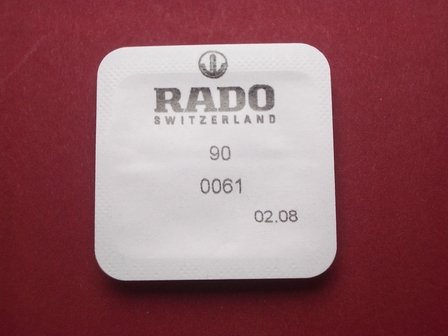 RADO
SWITZERLAND
90
0061
02.08